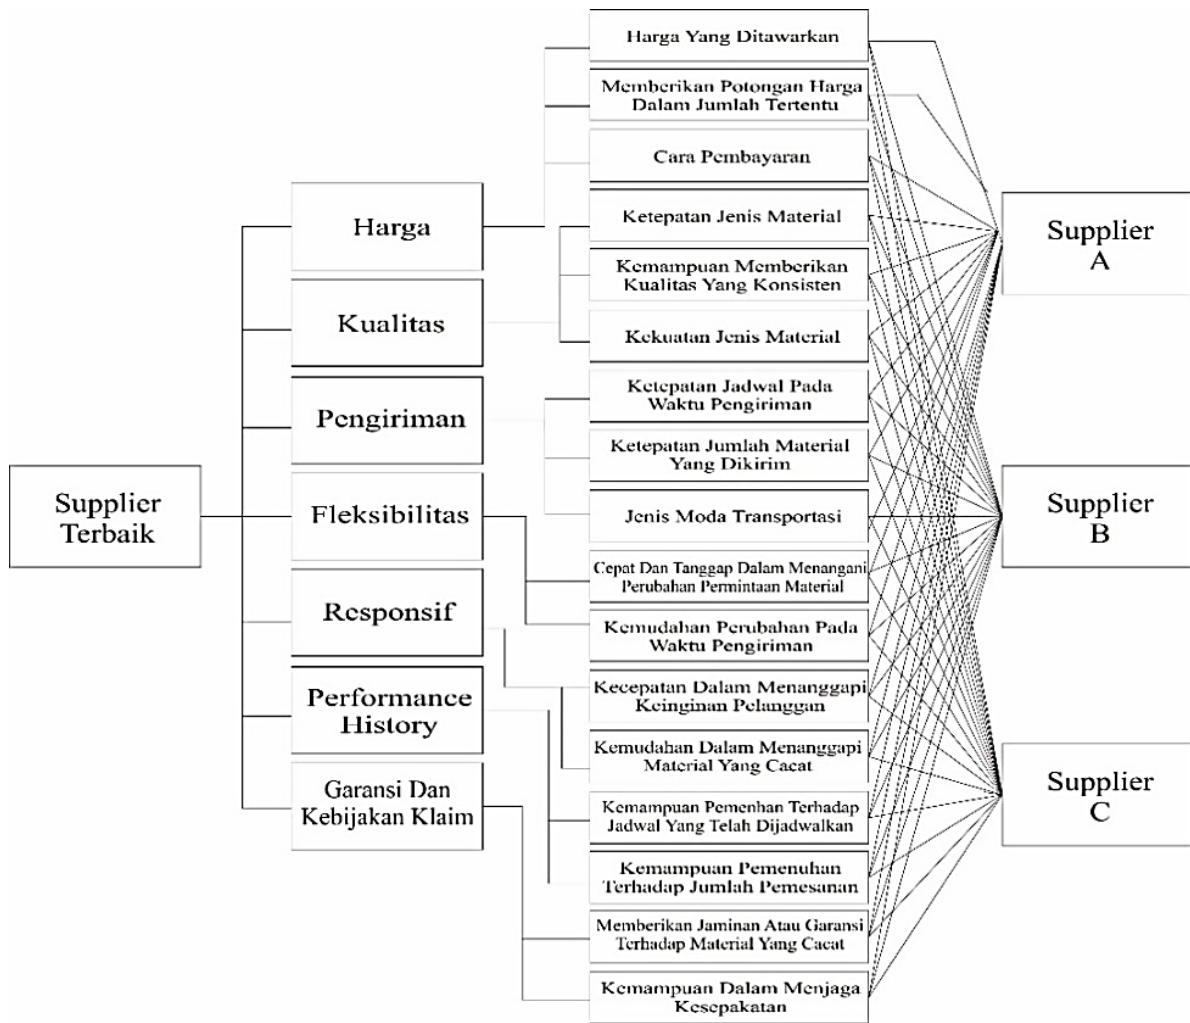 Supplier
Terbaik
Harga
Kualitas
Pengiriman
Fleksibilitas
Responsif
Performance
History
Garansi Dan
Kebijakan Klaim
Harga Yang Ditawarkan
Memberikan Potongan Harga
Dalam Jumlah Tertentu
Cara Pembayaran
Ketepatan Jenis Material
Kemampuan Memberikan
Kualitas Yang Konsisten
Kekuatan Jenis Material
Ketepatan Jadwal Pada
Waktu Pengiriman
Ketepatan Jumlah Material
Yang Dikirim
Jenis Moda Transportasi
Cepat Dan Tanggap Dalam Menangani
Perubahan Permintaan Material
Kemudahan Perubahan Pada
Waktu Pengiriman
Kecepatan Dalam Menanggapi
Keinginan Pelanggan
Kemudahan Dalam Menanggapi
Material Yang Cacat
Kemampuan Pemenhan Terhadap
Jadwal Yang Telah Dijadwalkan
Kemampuan Pemenuhan
Terhadap Jumlah Pemesanan
Memberikan Jaminan Atau Garansi
Terhadap Material Yang Cacat
Kemampuan Dalam Menjaga
Kesepakatan
Supplier
A
Supplier
B
Supplier
C